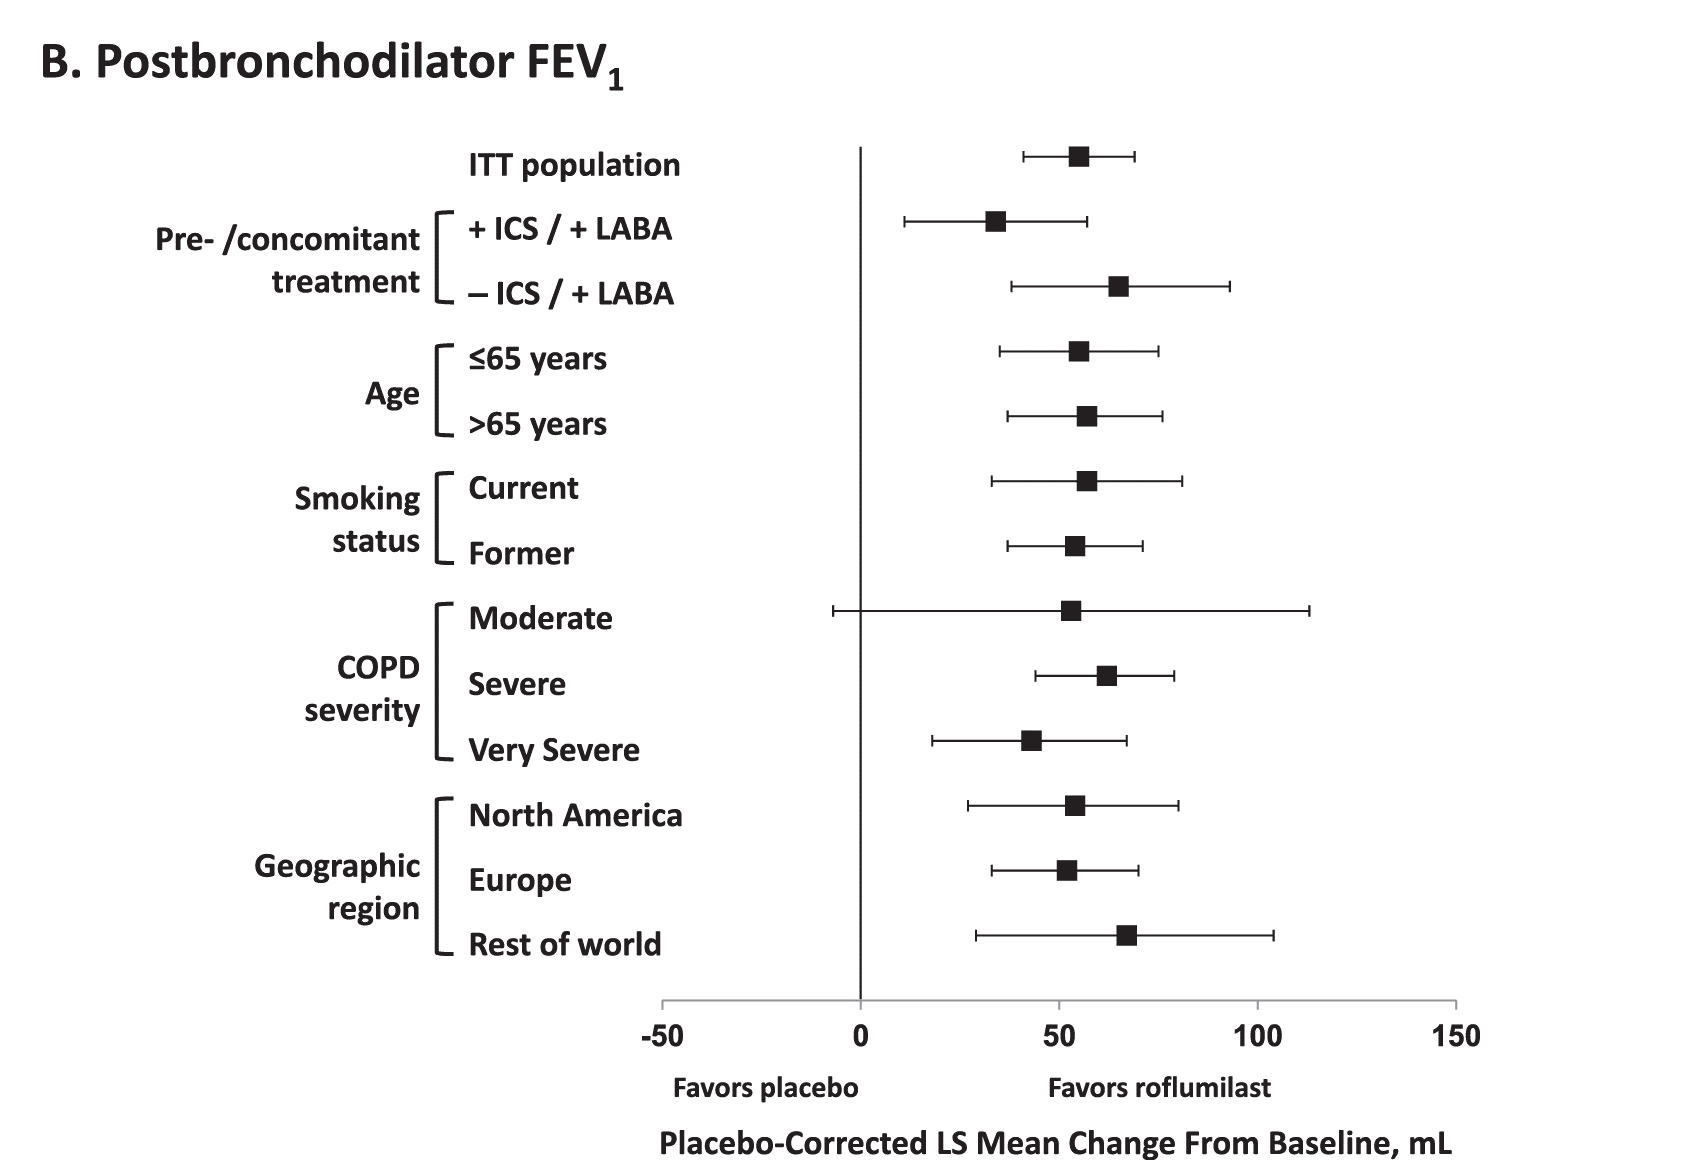 B. Postbronchodilator FEV1
ITT population
Pre- /concomitant
treatment
+ ICS / + LABA
– ICS / + LABA
Age
≤65 years
>65 years
Smoking
status
Current
Former
COPD
severity
Moderate
Severe
Very Severe
Geographic
region
North America
Europe
Rest of world
-50 0 50 100 150
Favors placebo Favors roflumilast
Placebo-Corrected LS Mean Change From Baseline, mL